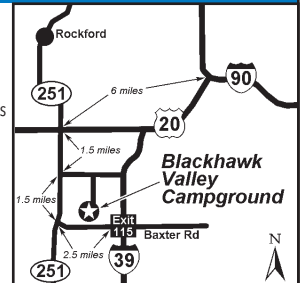 Rockford
251
6 miles
90
S
20
1.5 miles
Blackhawk
Valley
Campground
1.5 miles
Exit
115
Baxter Rd
N
2.5 miles
39
251